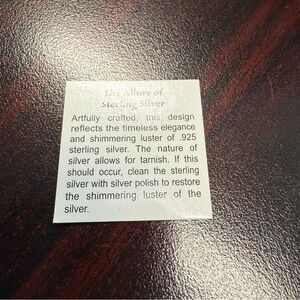 The Allure of
Sterling Silver
Artfully crafted, this design
reflects the timeless elegance
and shimmering luster of .925
sterling silver. The nature of
silver allows for tarnish. If this
should occur, clean the sterling
silver with silver polish to restore
the shimmering luster of the
silver.